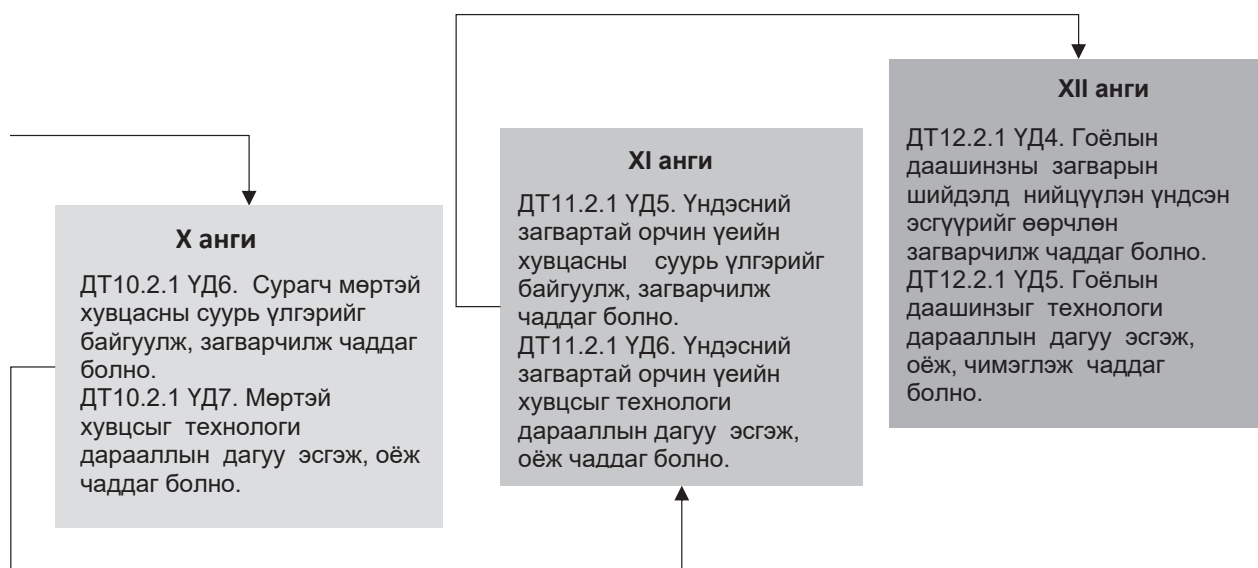 X анги
ДТ10.2.1 ҮД6. Сурагч мөртэй
хувцасны суурь үлгэрийг
байгуулж, загварчилж чаддаг
болно.
ДТ10.2.1 ҮД7. Мөртэй
хувцсыг технологи
дарааллын дагуу эсгэж, оёж
чаддаг болно.
XI анги
ДТ11.2.1 ҮД5. Үндэсний
загвартай орчин үеийн
хувцасны суурь үлгэрийг
байгуулж, загварчилж
чаддаг болно.
ДТ11.2.1 ҮД6. Үндэсний
загвартай орчин үеийн
хувцсыг технологи
дарааллын дагуу эсгэж,
оёж чаддаг болно.
XII анги
ДТ12.2.1 ҮД4. Гоёлын
даашинзны загварын
шийдэлд нийцүүлэн үндсэн
эсгүүрийг өөрчлөн
загварчилж чаддаг болно.
ДТ12.2.1 ҮД5. Гоёлын
даашинзыг технологи
дарааллын дагуу эсгэж,
оёж, чимэглэж чаддаг
болно.